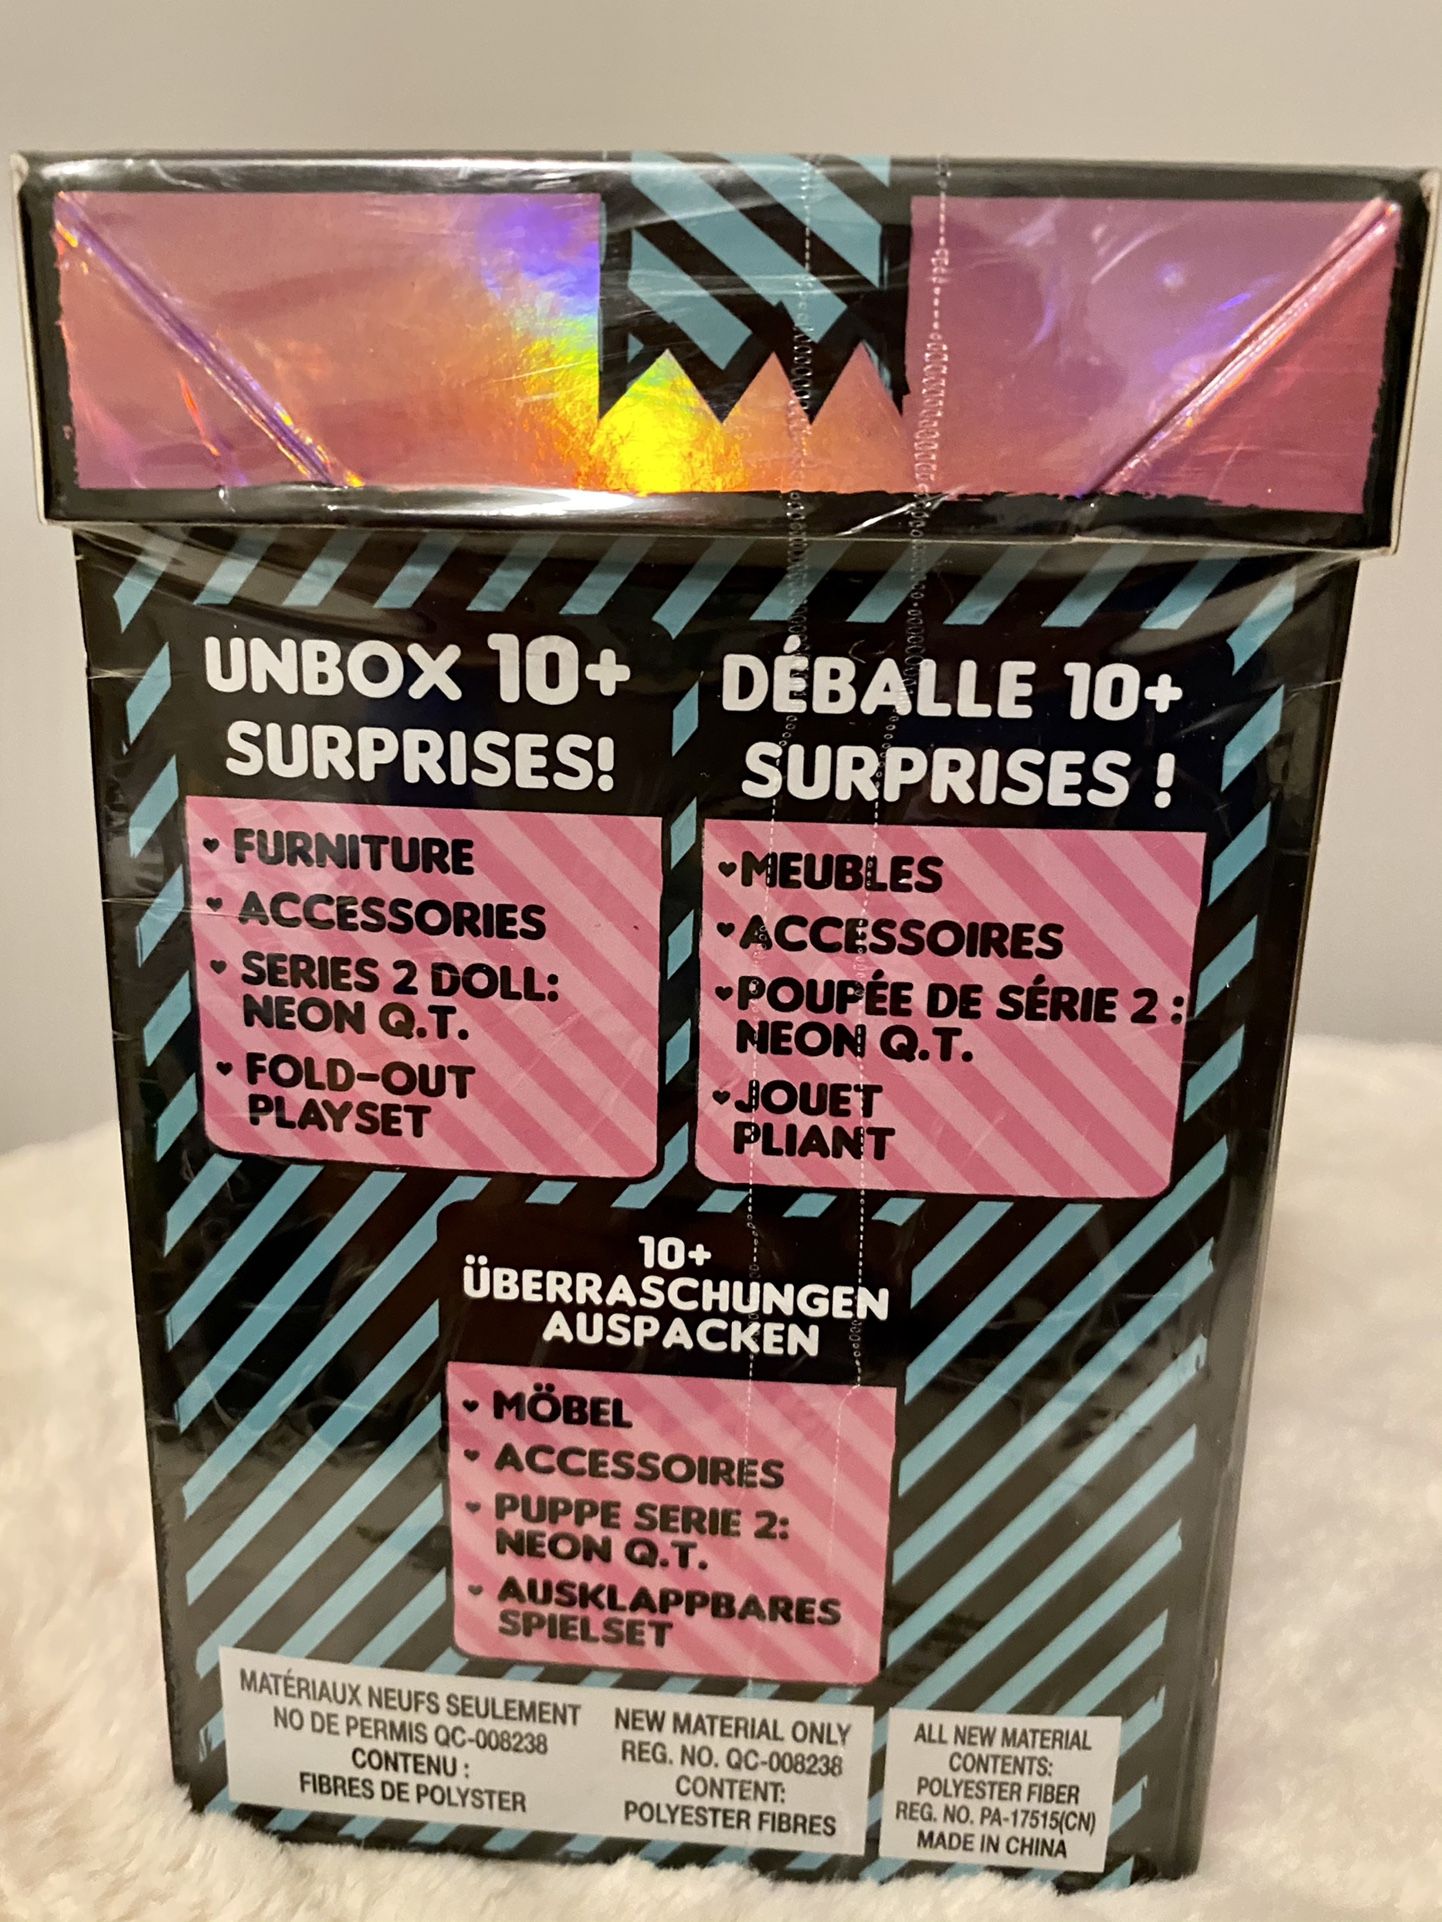 UNBOX 10+
SURPRISES!
FURNITURE
ACCESSORIES
SERIES 2 DOLL:
NEON Q.T.
FOLD-OUT
PLAYSET
DÉBALLE 10+
SURPRISES !
MEUBLES
ACCESSOIRES
POUPÉE DE SÉRIE 2 :
NEON Q.T.
JOUET
PLIANT
10+
ÜBERRASCHUNGEN
AUSPACKEN
MÖBEL
ACCESSOIRES
PUPPE SERIE 2:
NEON Q.T.
AUSKLAPPBARES
SPIELSET
MATÉRIAUX NEUFS SEULEMENT
NO DE PERMIS QC-008238
CONTENU :
FIBRES DE POLYSTER
NEW MATERIAL ONLY
REG. NO. QC-008238
CONTENT:
POLYESTER FIBRES
ALL NEW MATERIAL
CONTENTS:
POLYESTER FIBER
REG. NO. PA-17515(CN)
MADE IN CHINA